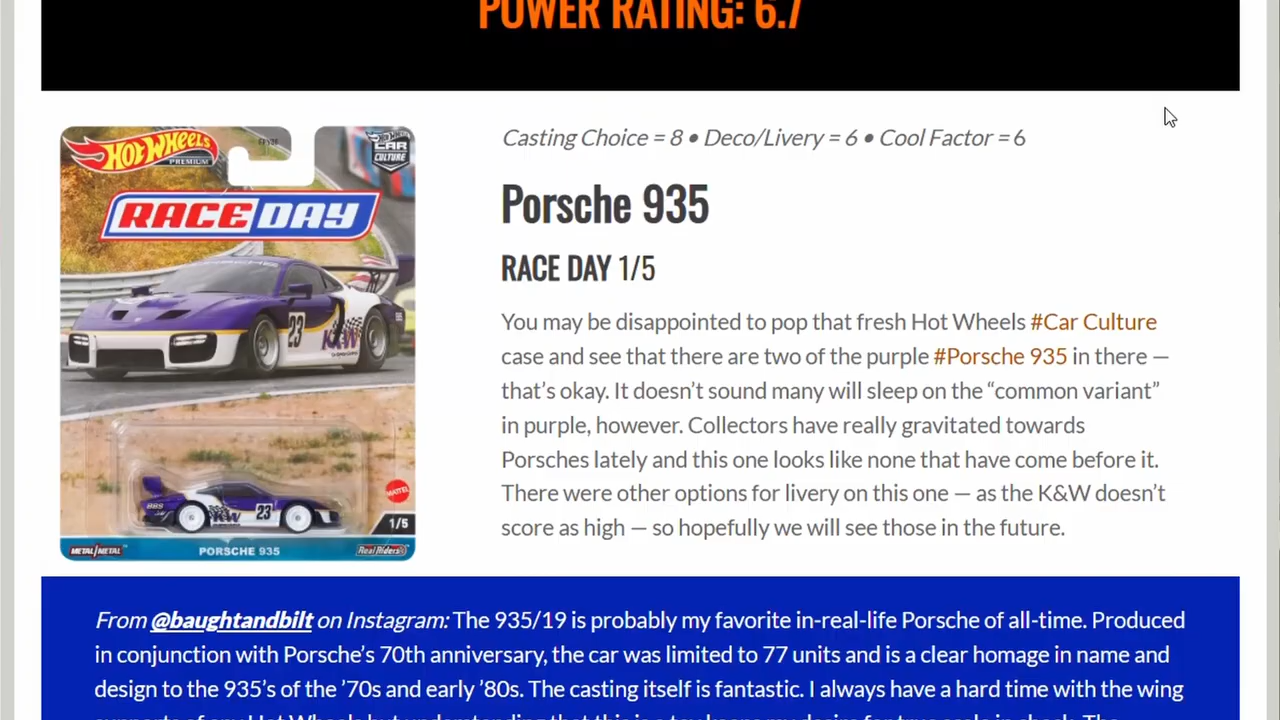 POWER RATING: 6.7
Casting Choice = 8 • Deco/Livery = 6 • Cool Factor = 6
HOT WHEELS
PREMIUM
HOT WHEELS
CAR
CULTURE
RACE DAY
23
K&W
Porsche 935
RACE DAY 1/5
You may be disappointed to pop that fresh Hot Wheels #Car Culture
case and see that there are two of the purple #Porsche 935 in there —
that’s okay. It doesn’t sound many will sleep on the “common variant”
in purple, however. Collectors have really gravitated towards
Porsches lately and this one looks like none that have come before it.
There were other options for livery on this one — as the K&W doesn’t
score as high — so hopefully we will see those in the future.
BBS
K&W
23
MATTEL
1/5
METAL/METAL™
PORSCHE 935
Real Riders
From @baughtandbilt on Instagram: The 935/19 is probably my favorite in-real-life Porsche of all-time. Produced
in conjunction with Porsche’s 70th anniversary, the car was limited to 77 units and is a clear homage in name and
design to the 935’s of the ’70s and early ’80s. The casting itself is fantastic. I always have a hard time with the wing